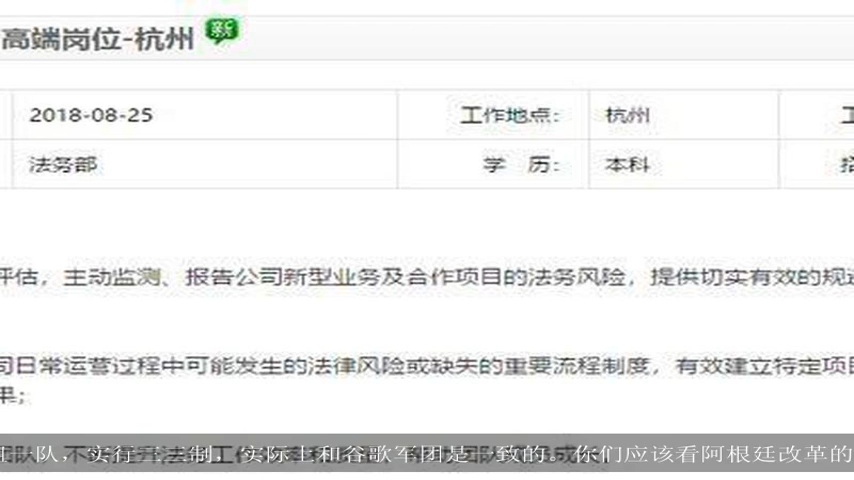 高端岗位-杭州 新
2018-08-25 工作地点： 杭州
法务部 学 历： 本科
评估，主动监测、报告公司新型业务及合作项目的法务风险，提供切实有效的规
司日常运营过程中可能发生的法律风险或缺失的重要流程制度，有效建立特定项目
果；
队，实行三三制，实际上和谷歌军团是一致的。你们应该看阿根廷改革的